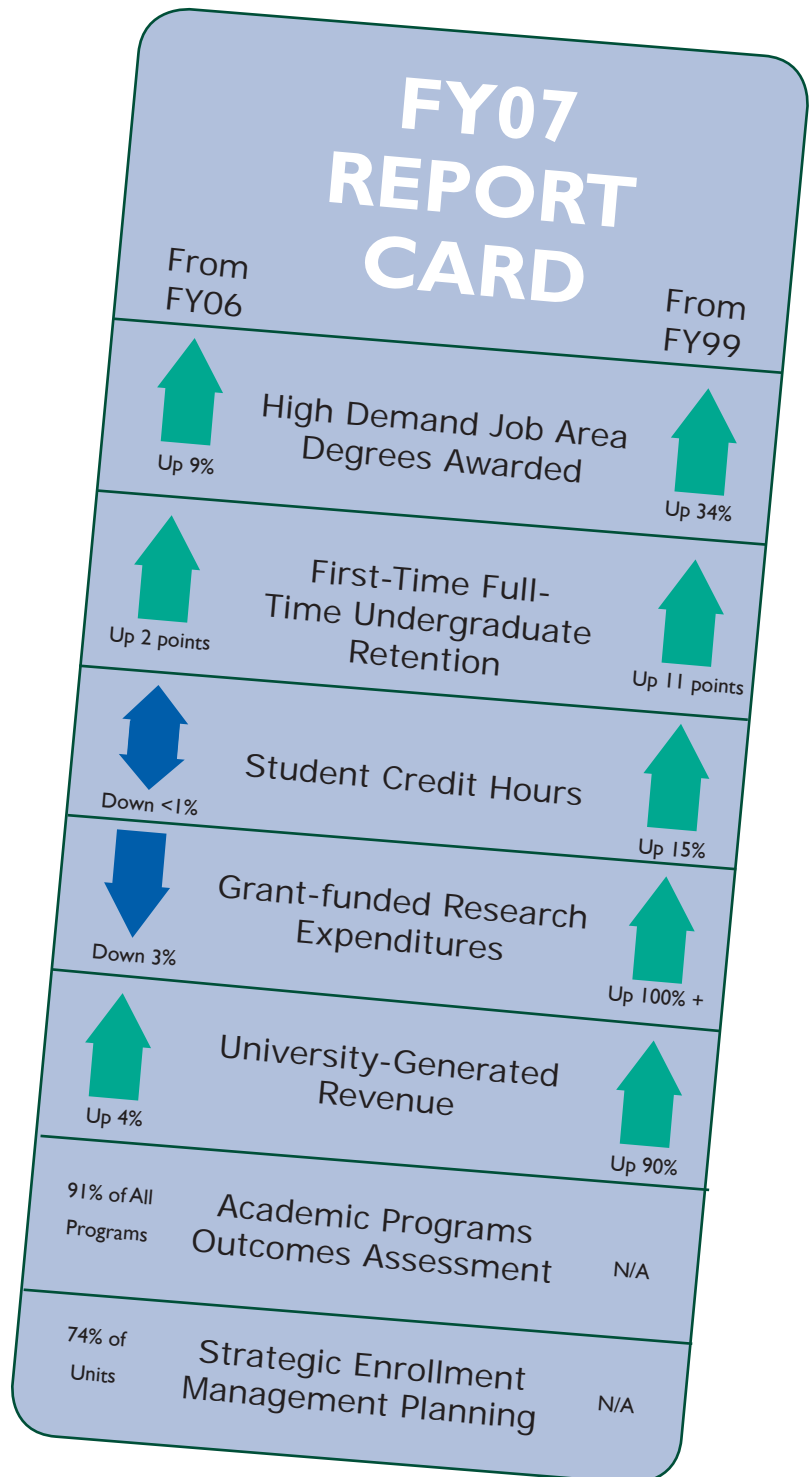 FY07
REPORT
CARD
From
FY06
From
FY99
Up 9%
High Demand Job Area
Degrees Awarded
Up 34%
Up 2 points
First-Time Full-
Time Undergraduate
Retention
Up 11 points
Down <1%
Student Credit Hours
Up 15%
Down 3%
Grant-funded Research
Expenditures
Up 100% +
Up 4%
University-Generated
Revenue
Up 90%
91% of All
Programs
Academic Programs
Outcomes Assessment
N/A
74% of
Units
Strategic Enrollment
Management Planning
N/A